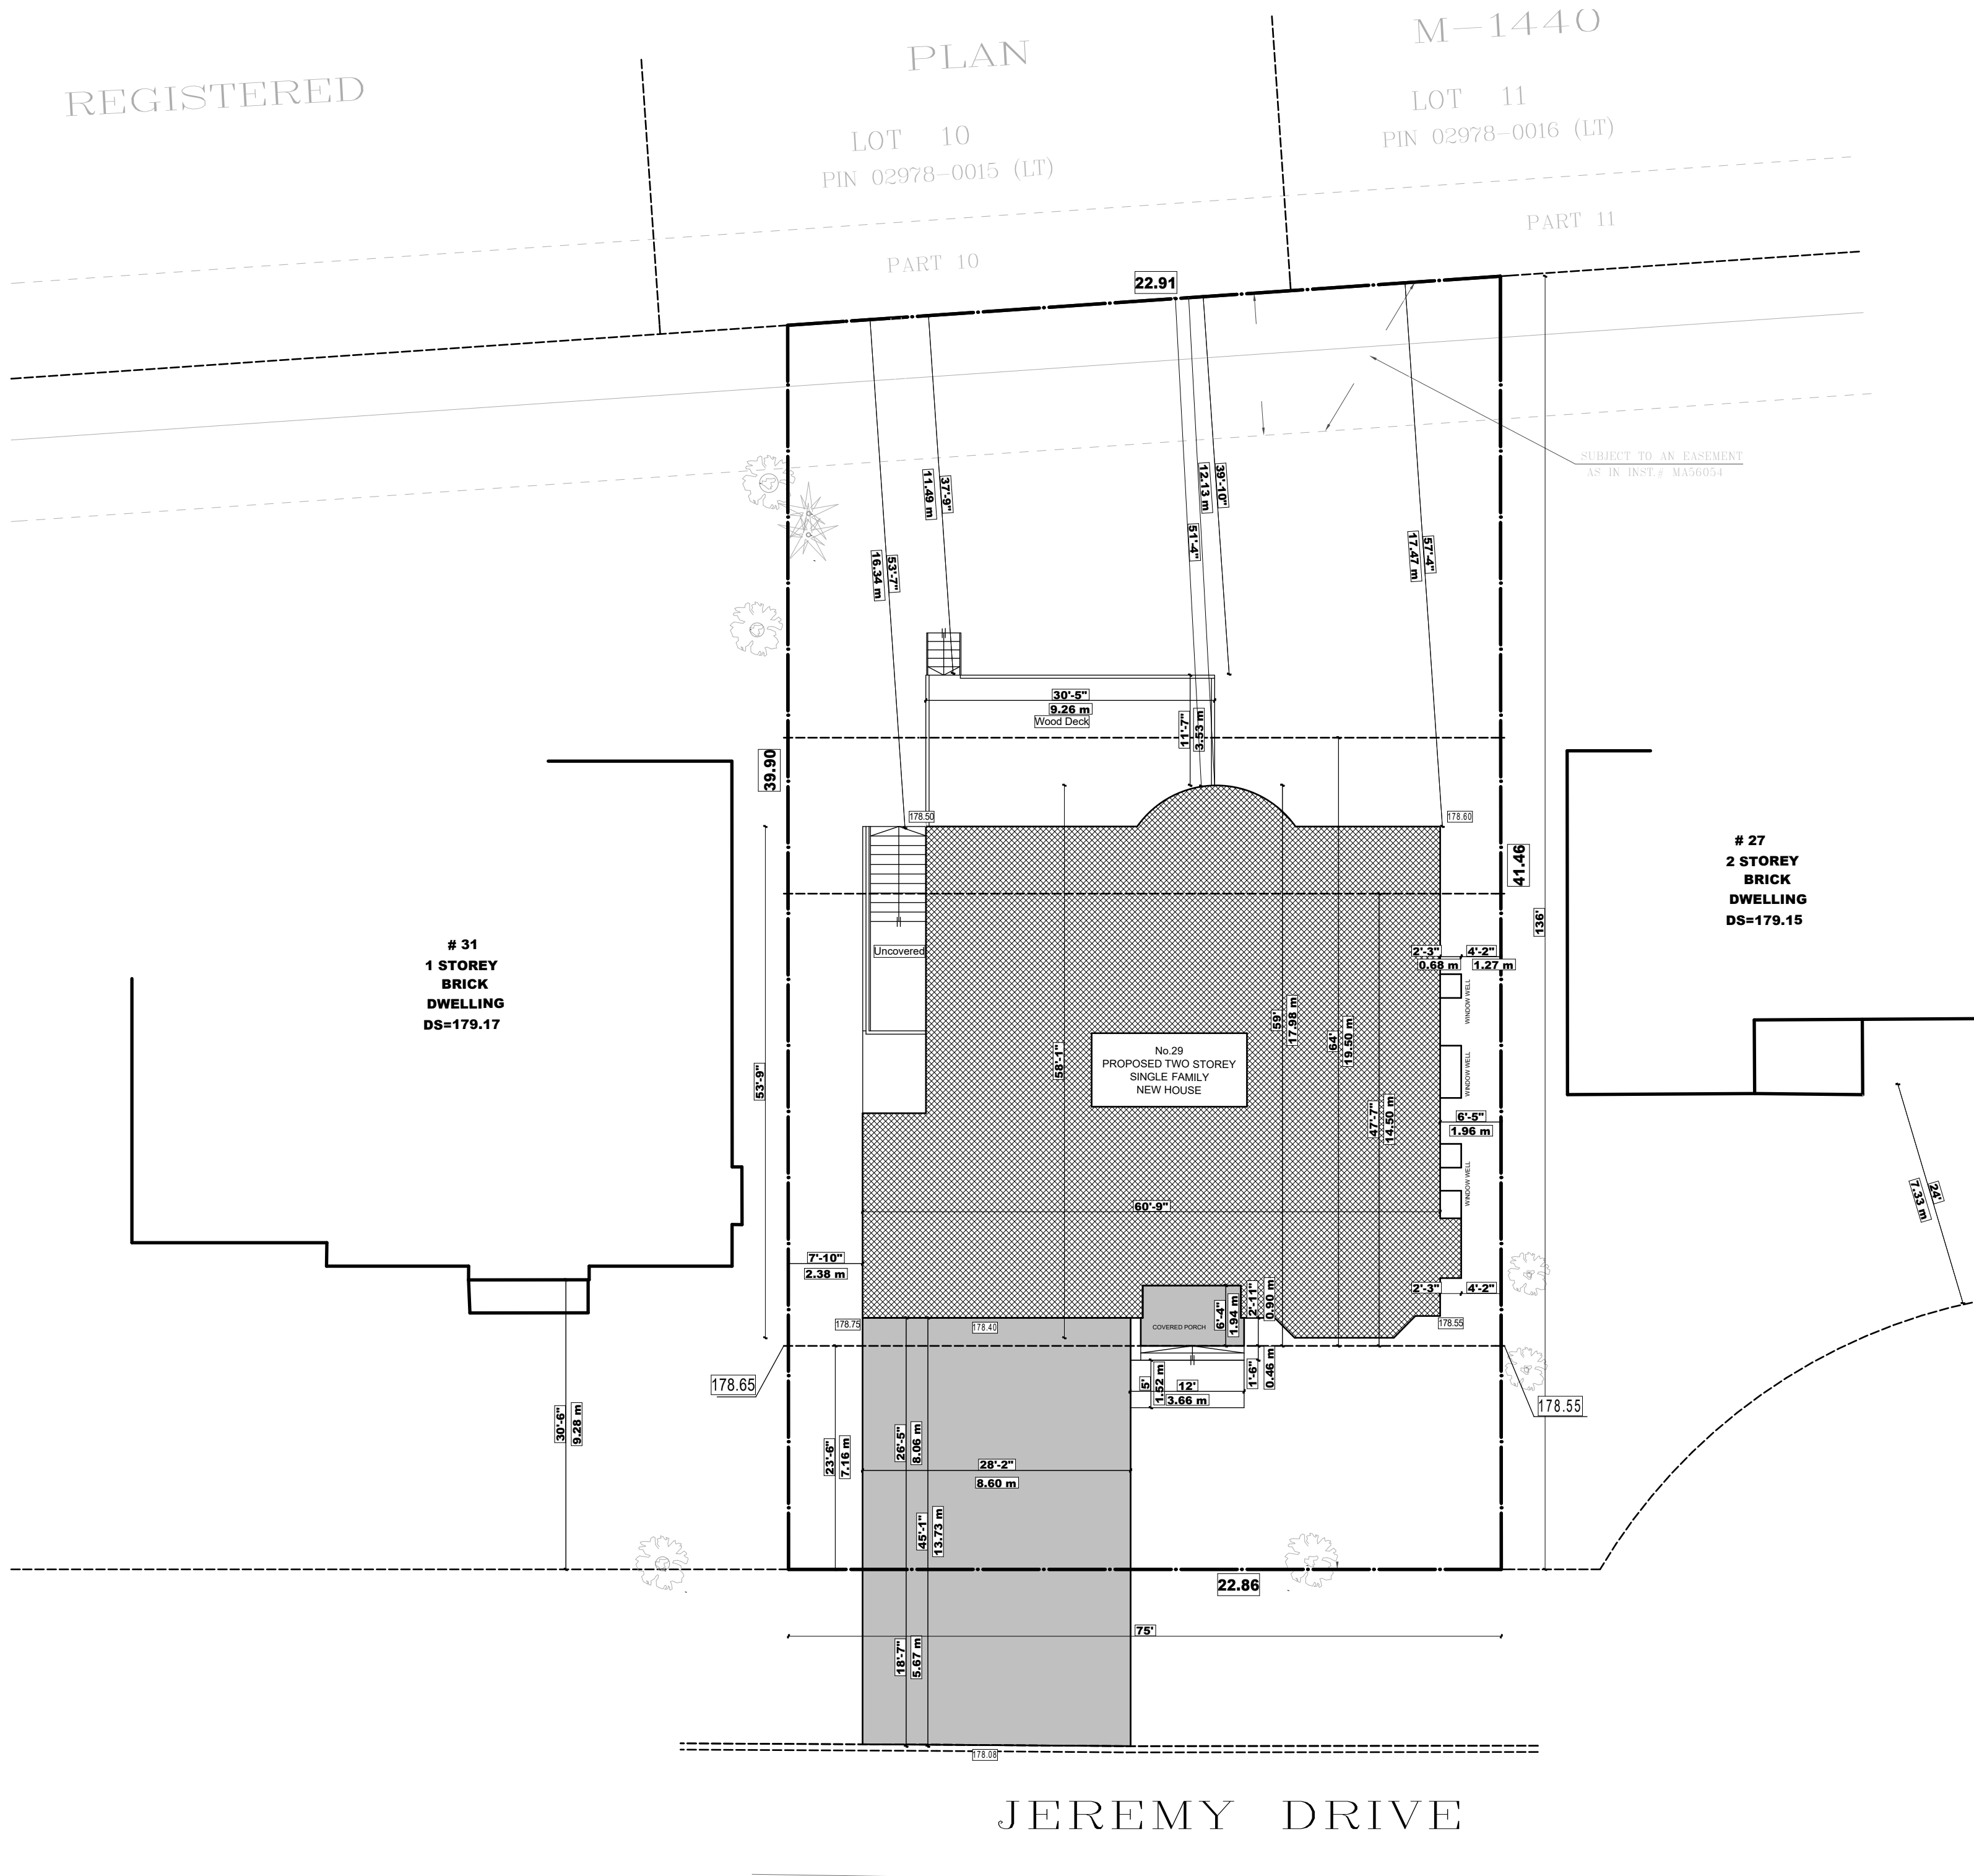 REGISTERED
PLAN
M-1440
LOT 10
PIN 02978-0015 (LT)
LOT 11
PIN 02978-0016 (LT)
PART 10
PART 11
22.91
SUBJECT TO AN EASEMENT
AS IN INST.# MA56054
37'-9"
11.49 m
39'-10"
12.13 m
51'-4"
53'-7"
16.34 m
57'-4"
17.47 m
30'-5"
9.26 m
Wood Deck
11'-7"
3.53 m
39.90
178.50
178.60
41.46
136'
# 27
2 STOREY
BRICK
DWELLING
DS=179.15
# 31
1 STOREY
BRICK
DWELLING
DS=179.17
Uncovered
2'-3"
4'-2"
0.68 m
1.27 m
WINDOW WELL
WINDOW WELL
WINDOW WELL
59'
17.98 m
64'
19.50 m
58'-1"
53'-9"
No.29
PROPOSED TWO STOREY
SINGLE FAMILY
NEW HOUSE
47'-7"
14.50 m
6'-5"
1.96 m
60'-9"
24'
7.33 m
7'-10"
2.38 m
2'-3"
4'-2"
6'-4"
1.94 m
2'-11"
0.90 m
COVERED PORCH
178.75
178.40
178.55
178.65
178.55
1'-6"
0.46 m
5'
1.52 m
12'
3.66 m
30'-6"
9.28 m
23'-6"
7.16 m
26'-5"
8.06 m
28'-2"
8.60 m
45'-1"
13.73 m
22.86
75'
18'-7"
5.67 m
178.08
JEREMY DRIVE